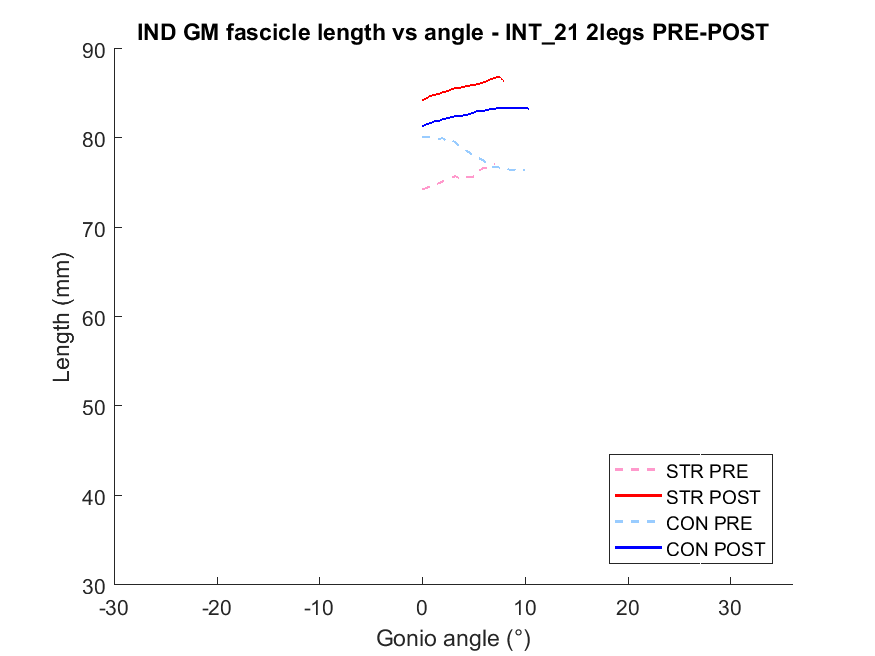 IND GM fascicle length vs angle - INT_21 2legs PRE-POST
90
80
70
60
50
40
30
Length (mm)
-30
-20
-10
0
10
20
30
Gonio angle (°)
STR PRE
STR POST
CON PRE
CON POST